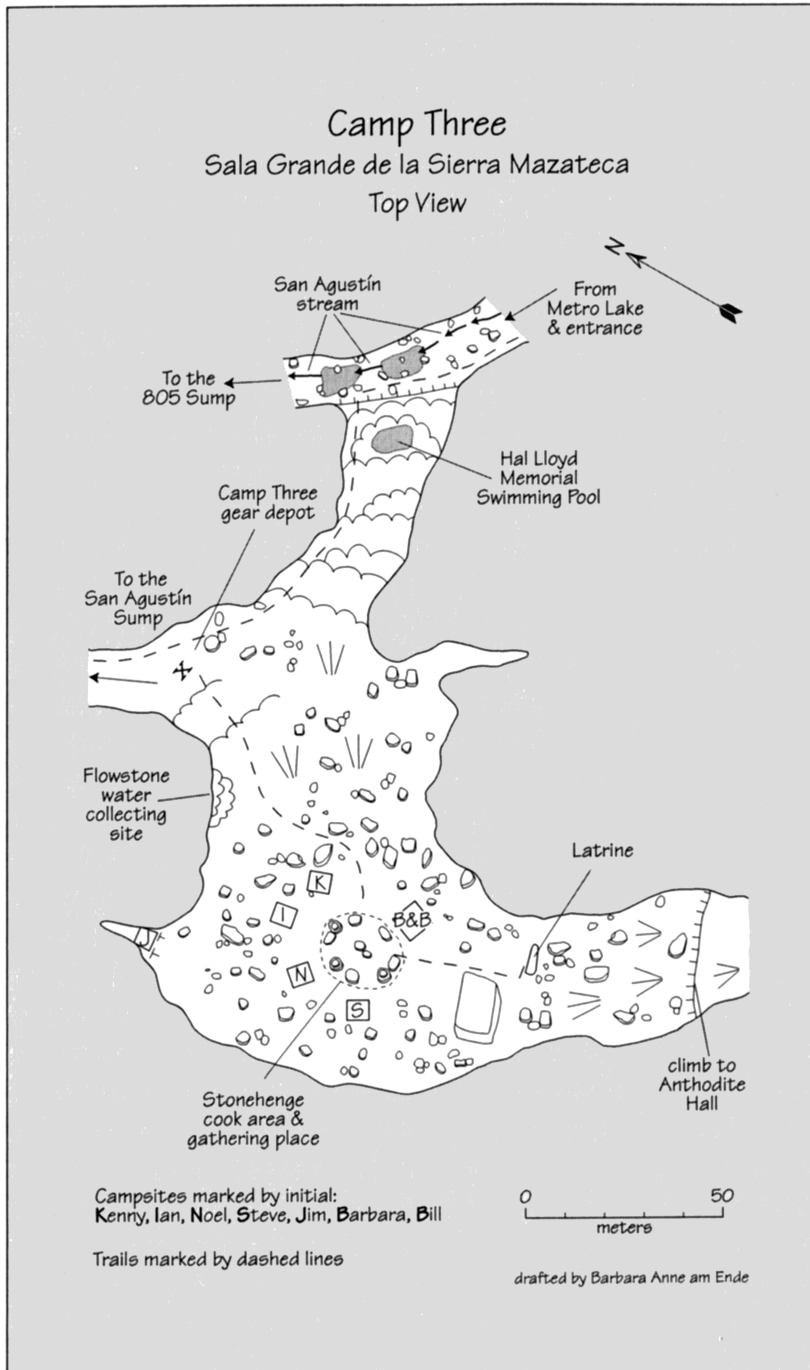 Camp Three
Sala Grande de la Sierra Mazateca
Top View
N
San Agustín
stream
From
Metro Lake
& entrance
To the
805 Sump
Hal Lloyd
Memorial
Swimming Pool
Camp Three
gear depot
To the
San Agustín
Sump
Flowstone
water
collecting
site
Latrine
K
I
B&B
J
N
S
climb to
Anthodite
Hall
Stonehenge
cook area &
gathering place
Campsites marked by initial:
Kenny, Ian, Noel, Steve, Jim, Barbara, Bill
0 50
meters
Trails marked by dashed lines
drafted by Barbara Anne am Ende